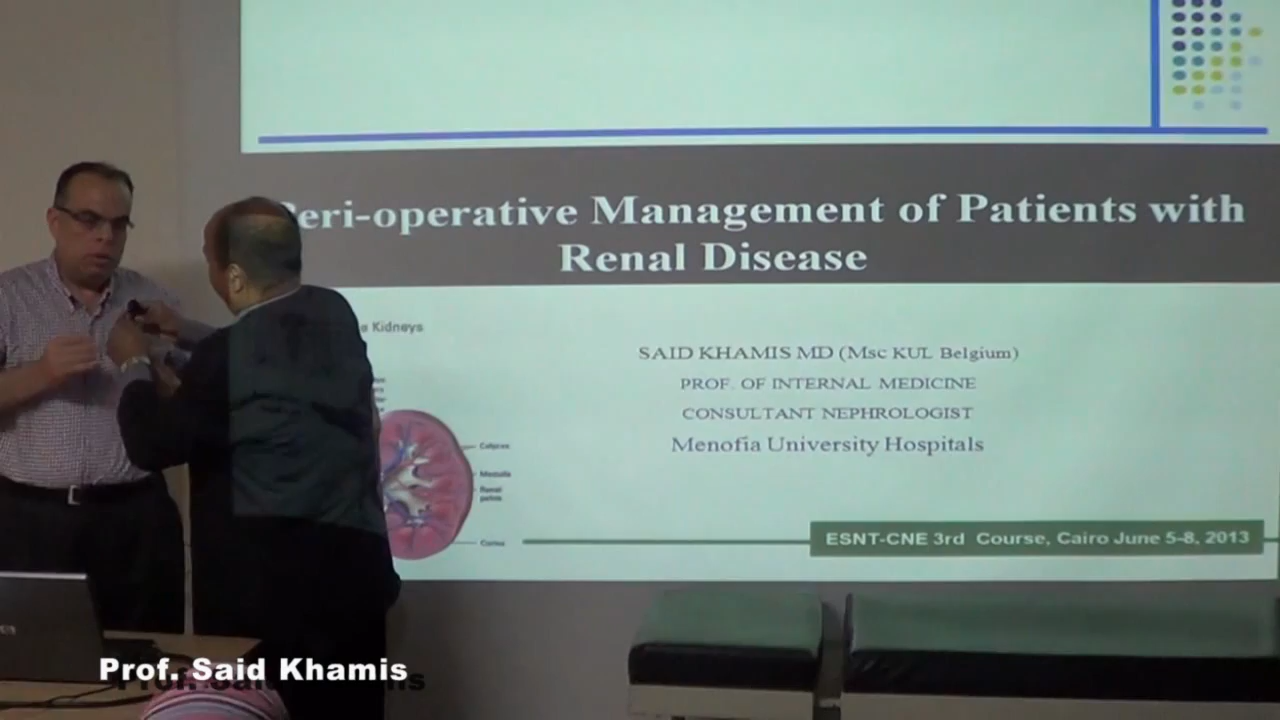 Peri-operative Management of Patients with
Renal Disease
Kidneys
SAID KHAMIS MD (Msc KUL Belgium)
PROF. OF INTERNAL MEDICINE
CONSULTANT NEPHROLOGIST
Menofia University Hospitals
Calyces
Medulla
Renal
pelvis
Cortex
ESNT-CNE 3rd Course, Cairo June 5-8, 2013
Prof. Said Khamis